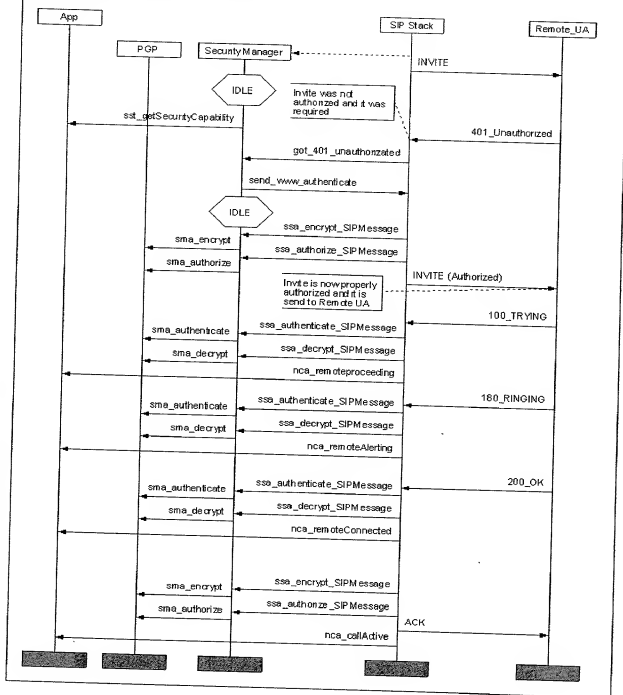 App
PGP
Security Manager
SIP Stack
Remote_UA
INVITE
IDLE
Invite was not
authorized and it was
required
sst_getSecurityCapability
401_Unauthorized
got_401_unauthorizated
send_www_authenticate
IDLE
ssa_encrypt_SIPMessage
sma_encrypt
ssa_authorize_SIPMessage
sma_authorize
INVITE (Authorized)
Invite is now properly
authorized and it is
send to Remote UA
100_TRYING
ssa_authenticate_SIPMessage
sma_authenticate
ssa_decrypt_SIPMessage
sma_decrypt
nca_remoteproceeding
180_RINGING
ssa_authenticate_SIPMessage
sma_authenticate
ssa_decrypt_SIPMessage
sma_decrypt
nca_remoteAlerting
200_OK
ssa_authenticate_SIPMessage
sma_authenticate
ssa_decrypt_SIPMessage
sma_decrypt
nca_remoteConnected
ssa_encrypt_SIPMessage
sma_encrypt
ssa_authorize_SIPMessage
sma_authorize
ACK
nca_callActive